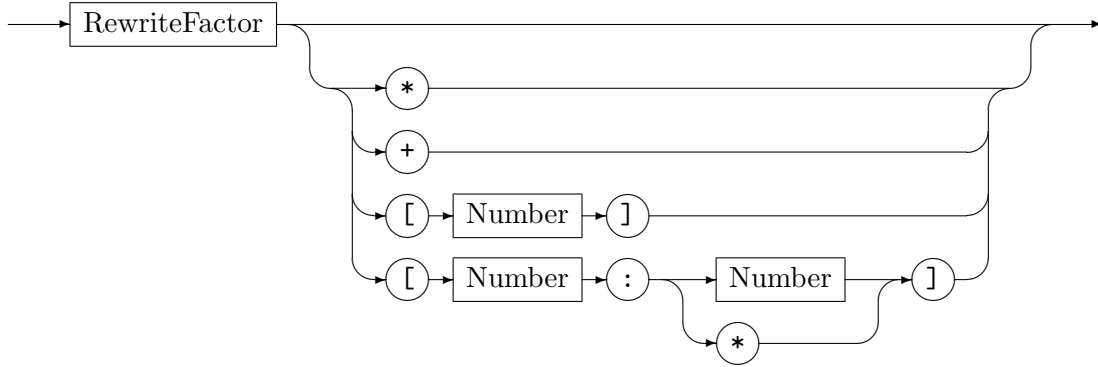 RewriteFactor
*
+
[ Number ]
[ Number : Number ]
*